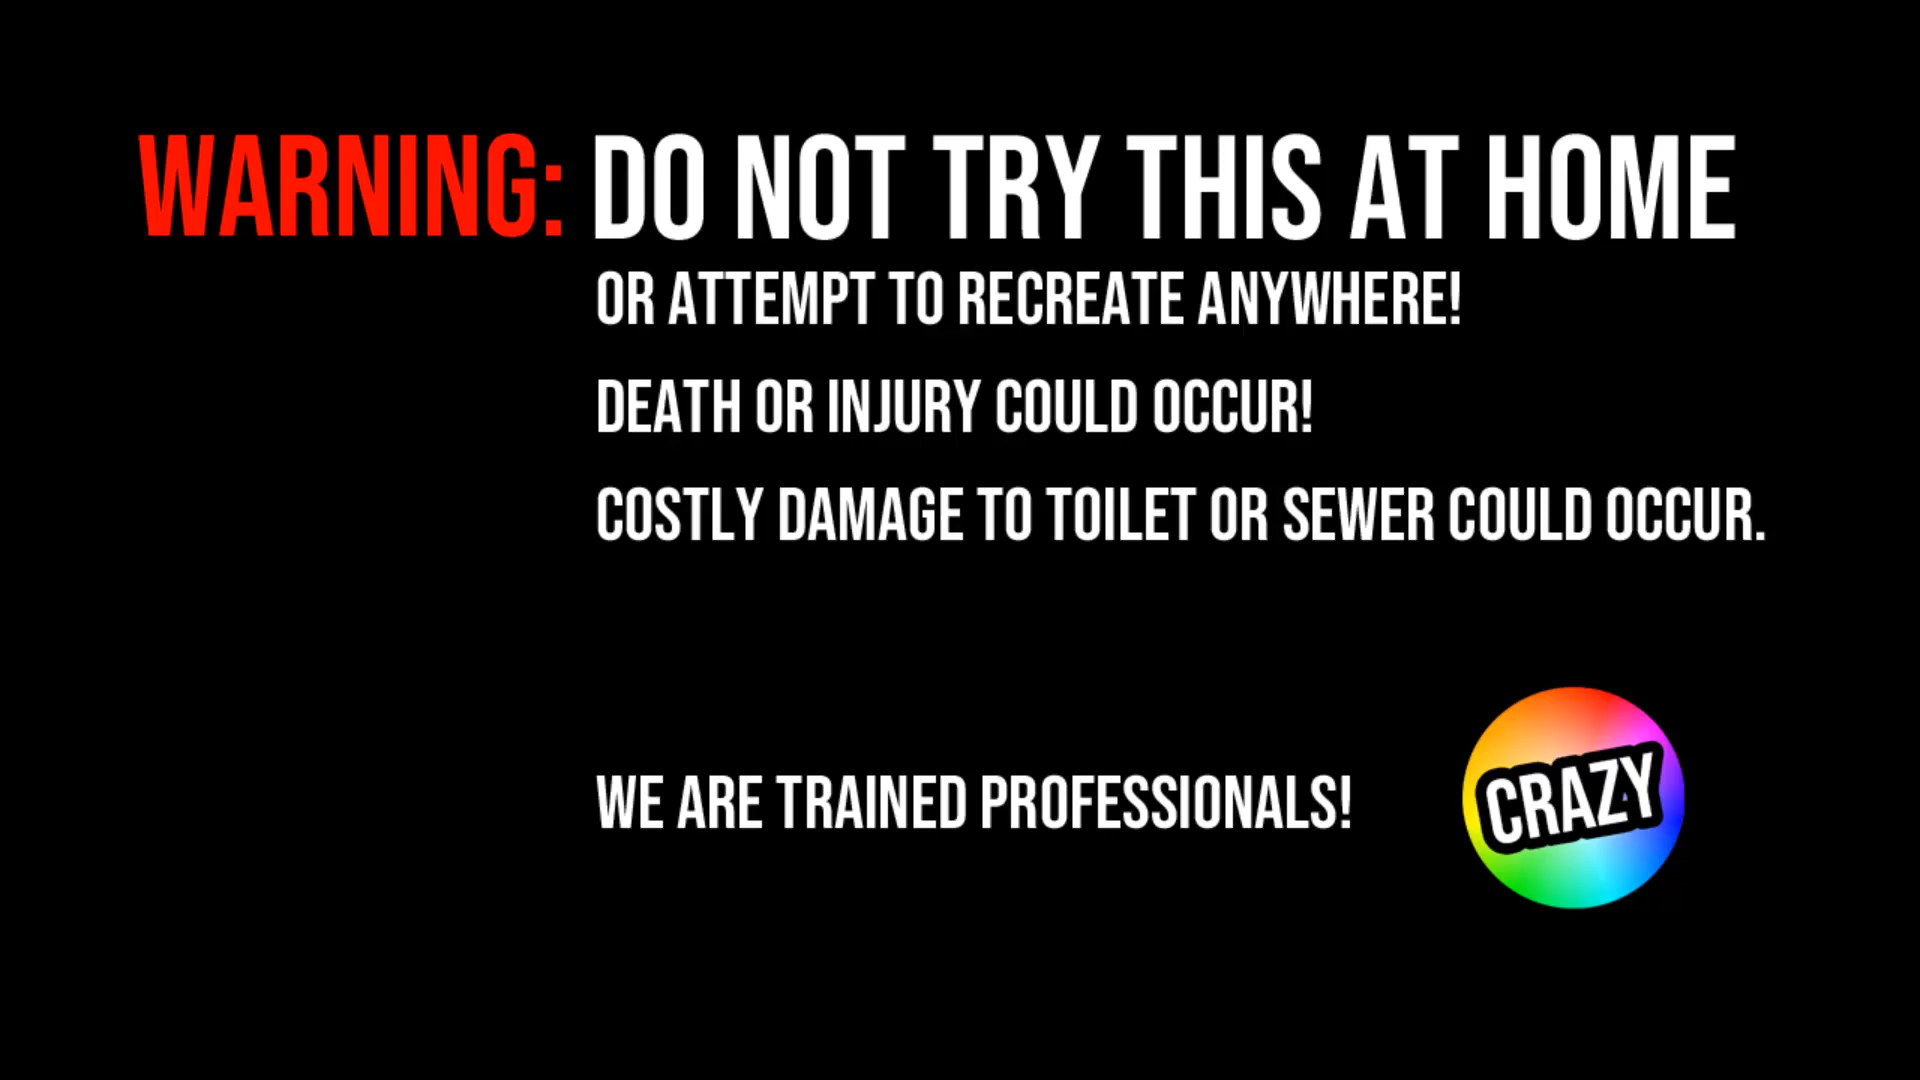 WARNING: DO NOT TRY THIS AT HOME
OR ATTEMPT TO RECREATE ANYWHERE!
DEATH OR INJURY COULD OCCUR!
COSTLY DAMAGE TO TOILET OR SEWER COULD OCCUR.
WE ARE TRAINED PROFESSIONALS!
CRAZY